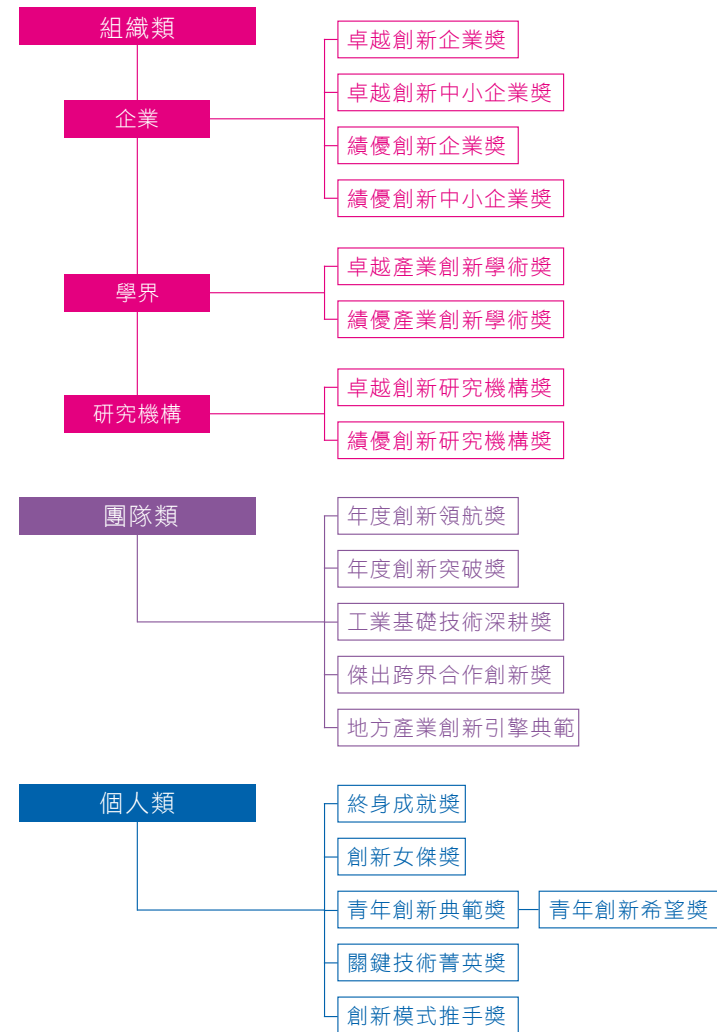 組織類
企業
卓越創新企業獎
卓越創新中小企業獎
績優創新企業獎
績優創新中小企業獎
學界
卓越產業創新學術獎
績優產業創新學術獎
研究機構
卓越創新研究機構獎
績優創新研究機構獎
團隊類
年度創新領航獎
年度創新突破獎
工業基礎技術深耕獎
傑出跨界合作創新獎
地方產業創新引擎典範
個人類
終身成就獎
創新女傑獎
青年創新典範獎
青年創新希望獎
關鍵技術菁英獎
創新模式推手獎